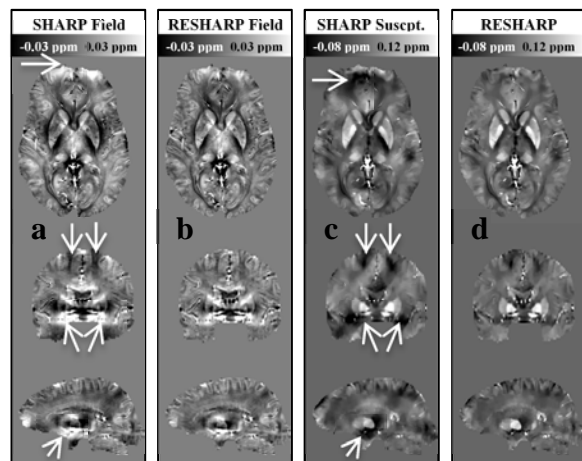 SHARP Field
-0.03 ppm 0.03 ppm
RESHARP Field
-0.03 ppm 0.03 ppm
SHARP Suscpt.
-0.08 ppm 0.12 ppm
RESHARP
-0.08 ppm 0.12 ppm
a
b
c
d